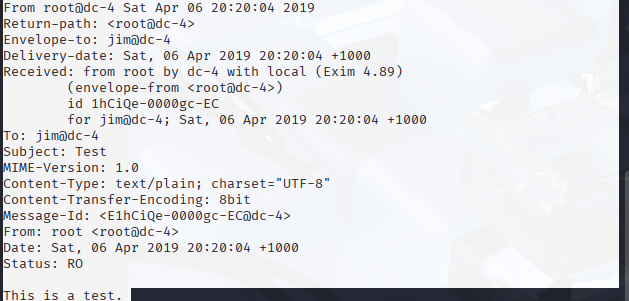 From root@dc-4 Sat Apr 06 20:20:04 2019
Return-path: <root@dc-4>
Envelope-to: jim@dc-4
Delivery-date: Sat, 06 Apr 2019 20:20:04 +1000
Received: from root by dc-4 with local (Exim 4.89)
        (envelope-from <root@dc-4>)
        id 1hCiQe-0000gc-EC
        for jim@dc-4; Sat, 06 Apr 2019 20:20:04 +1000
To: jim@dc-4
Subject: Test
MIME-Version: 1.0
Content-Type: text/plain; charset="UTF-8"
Content-Transfer-Encoding: 8bit
Message-Id: <E1hCiQe-0000gc-EC@dc-4>
From: root <root@dc-4>
Date: Sat, 06 Apr 2019 20:20:04 +1000
Status: RO
This is a test.